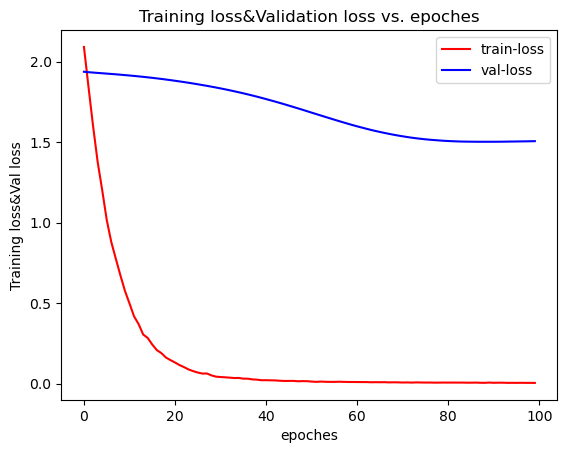 Training loss&Validation loss vs. epoches
train-loss
val-loss
Training loss&Val loss
2.0
1.5
1.0
0.5
0.0
0
20
40
60
80
100
epoches